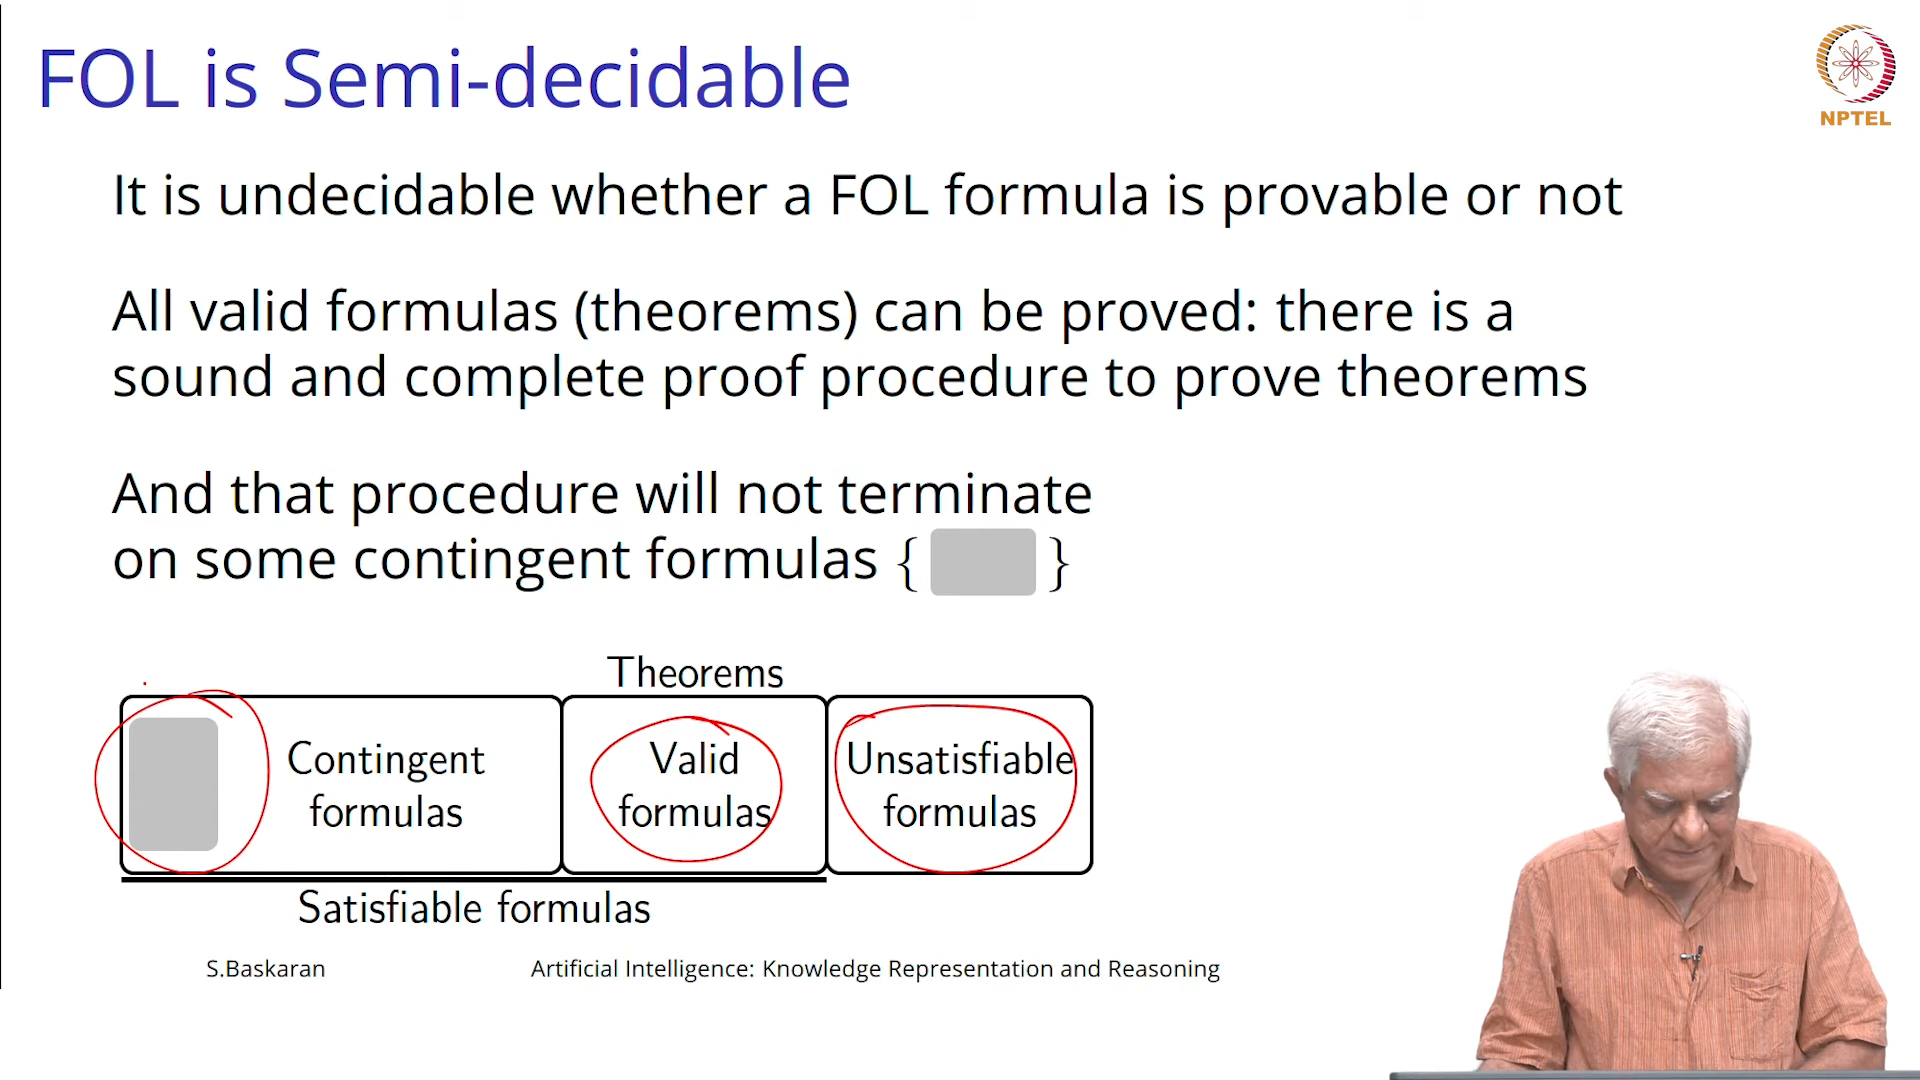 FOL is Semi-decidable
NPTEL
It is undecidable whether a FOL formula is provable or not
All valid formulas (theorems) can be proved: there is a
sound and complete proof procedure to prove theorems
And that procedure will not terminate
on some contingent formulas { }
Theorems
Contingent
formulas
Valid
formulas
Unsatisfiable
formulas
Satisfiable formulas
S.Baskaran
Artificial Intelligence: Knowledge Representation and Reasoning